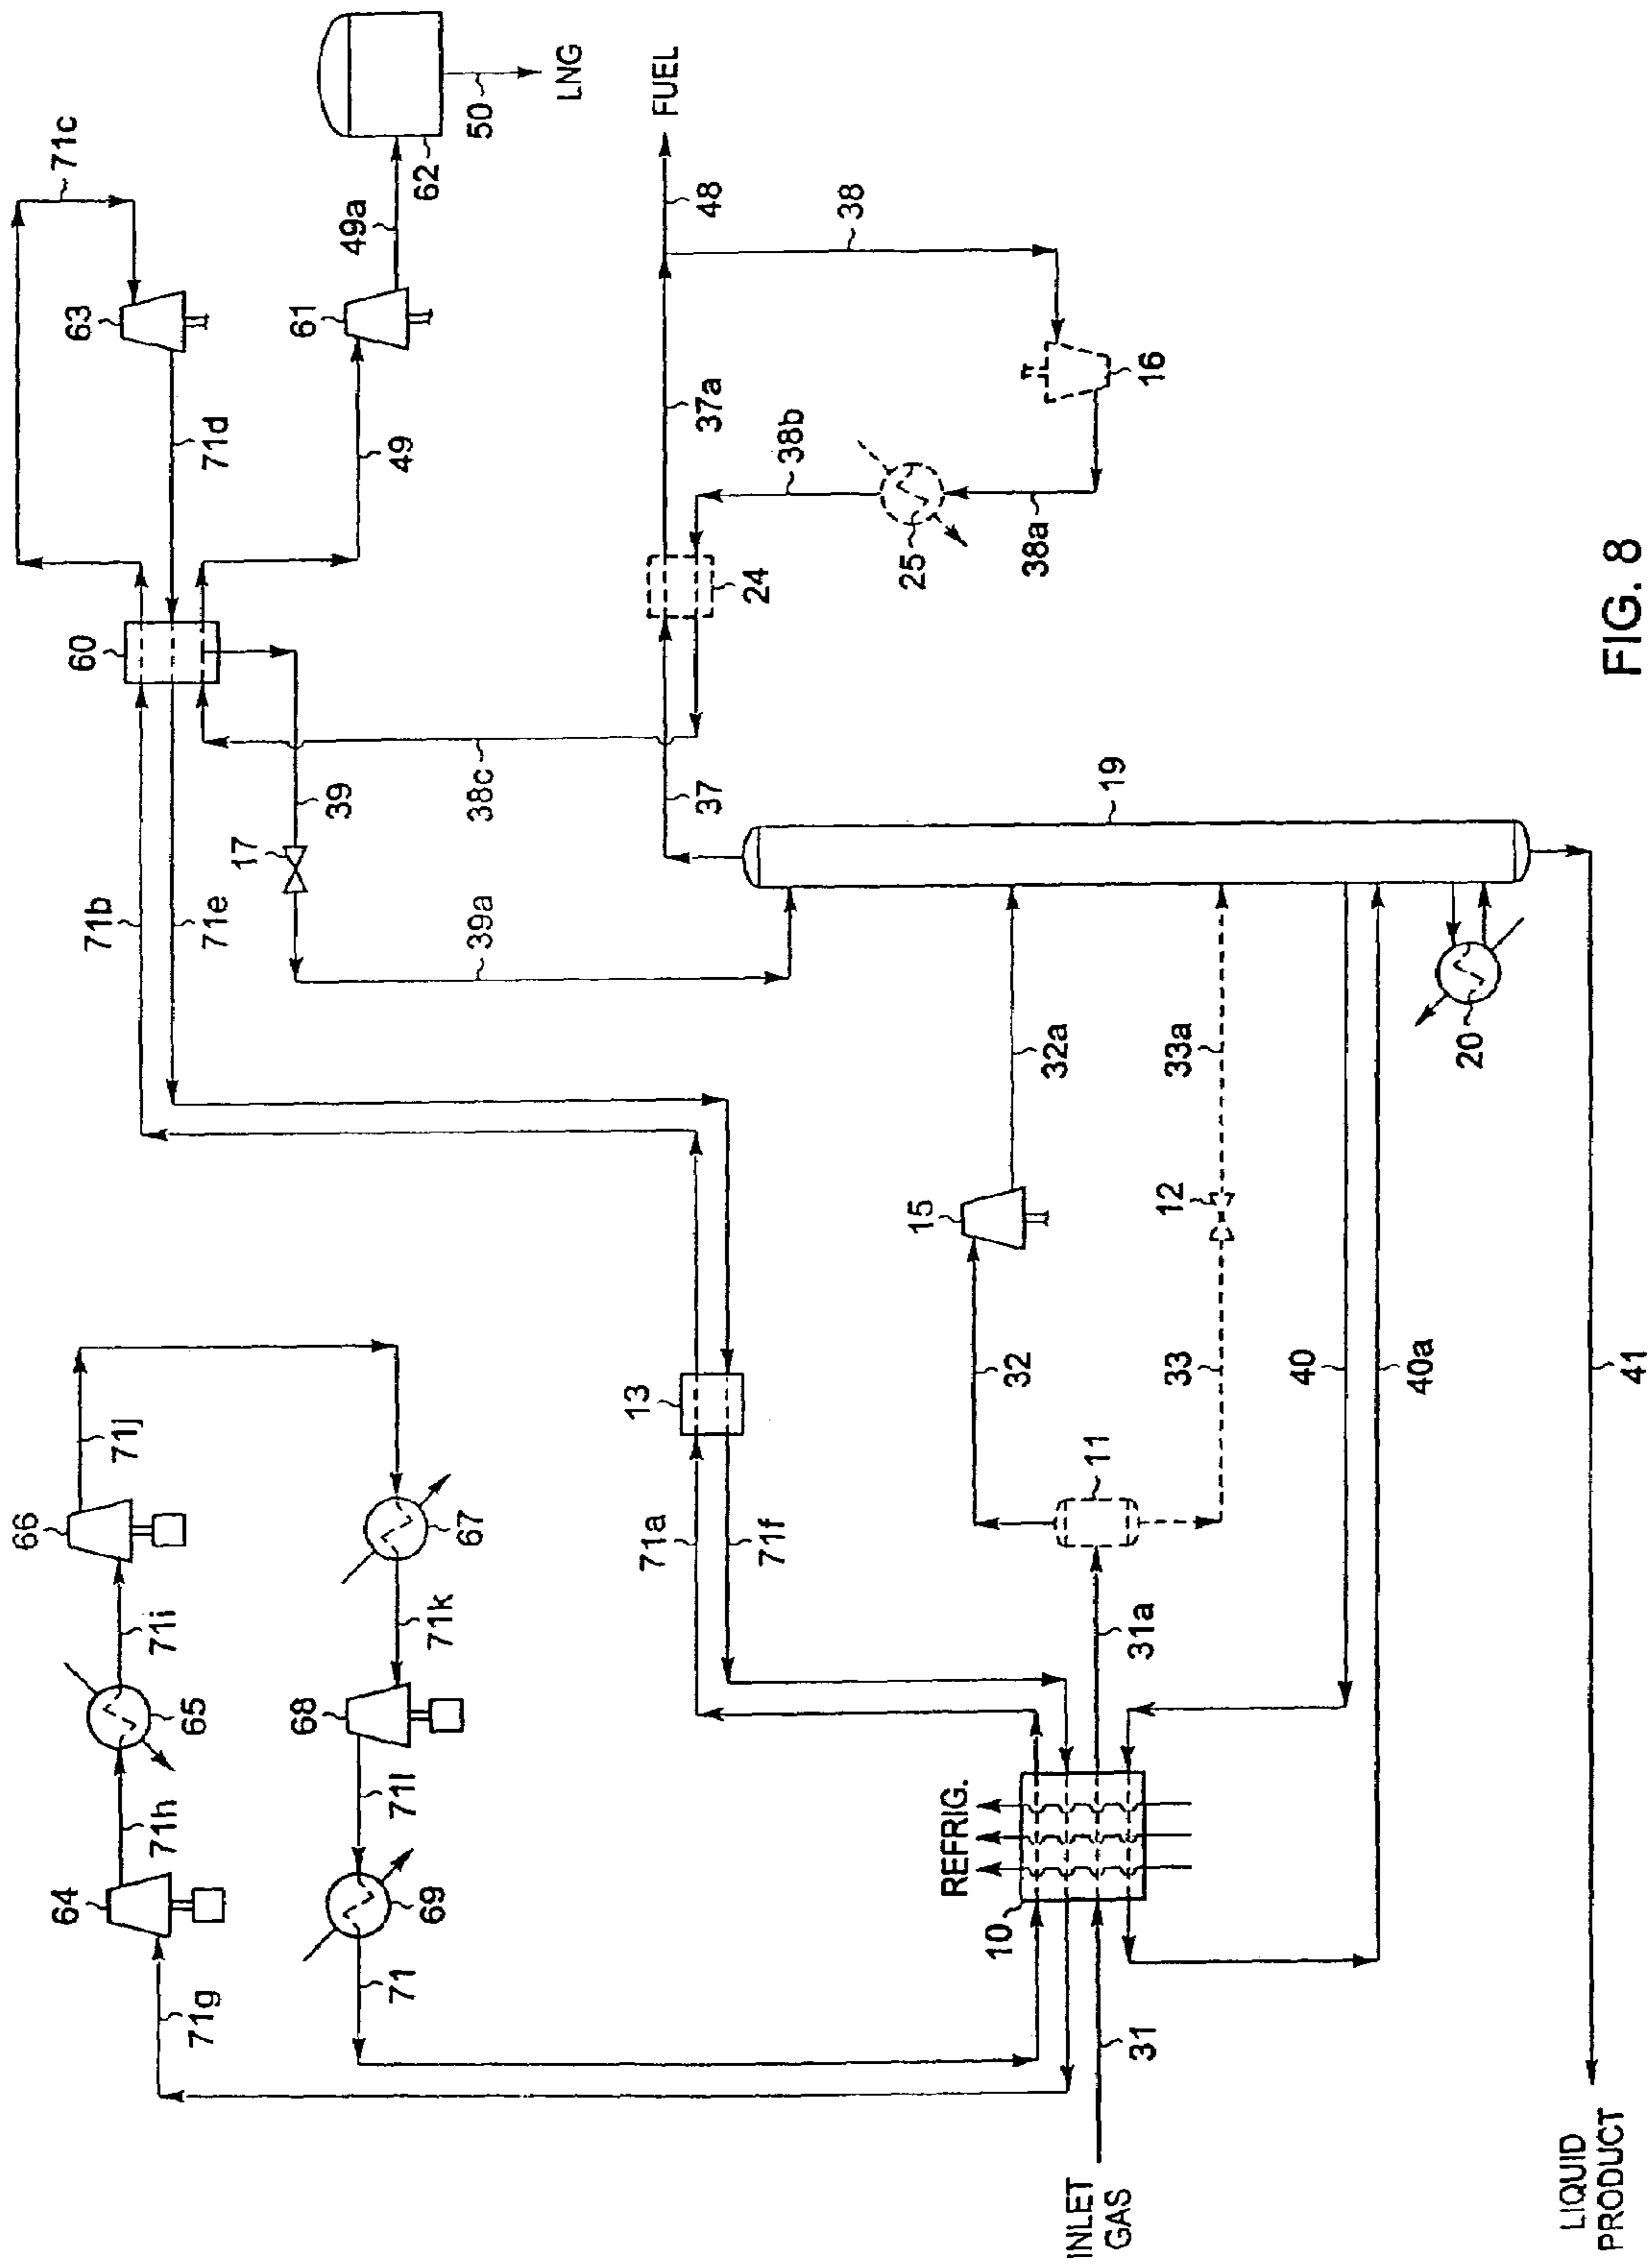 66
71j
64
71h
65
71i
67
71g
71l
68
71k
71
69
71b
71e
60
71d
63
71c
17
39
49
61
49a
62
50
LNG
39a
38c
13
71a
71f
37
24
37a
48
FUEL
38b
25
38a
38
16
REFRIG.
10
32
15
32a
19
11
31a
33
12
33a
INLET
GAS
31
40
40a
20
41
LIQUID
PRODUCT
FIG. 8